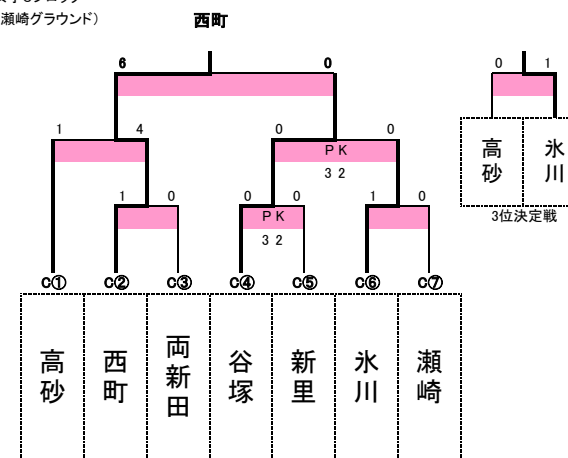 瀬崎グラウンド)
西町
6 0
0 1
1 4 0 0
PK
3 2
高砂 氷川
3位決定戦
1 0 0 0 1 0
PK
3 2
C① C② C③ C④ C⑤ C⑥ C⑦
高砂 西町 両新田 谷塚 新里 氷川 瀬崎